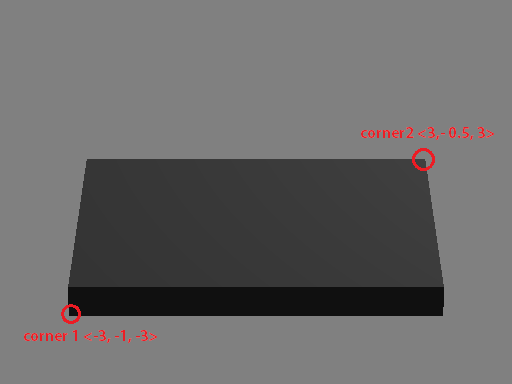 corner2 <3,-0.5, 3>
corner 1 <-3, -1, -3>